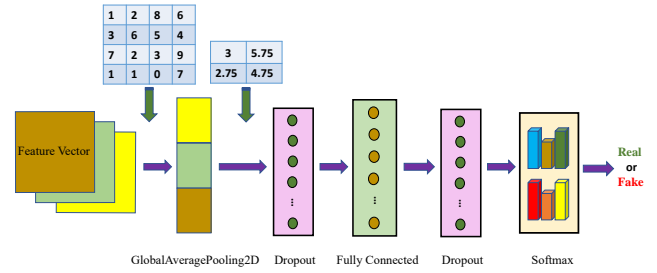 1 2 8 6
3 6 5 4
7 2 3 9
1 1 0 7
3 5.75
2.75 4.75
Feature Vector
Real
or
Fake
GlobalAveragePooling2D Dropout Fully Connected Dropout Softmax